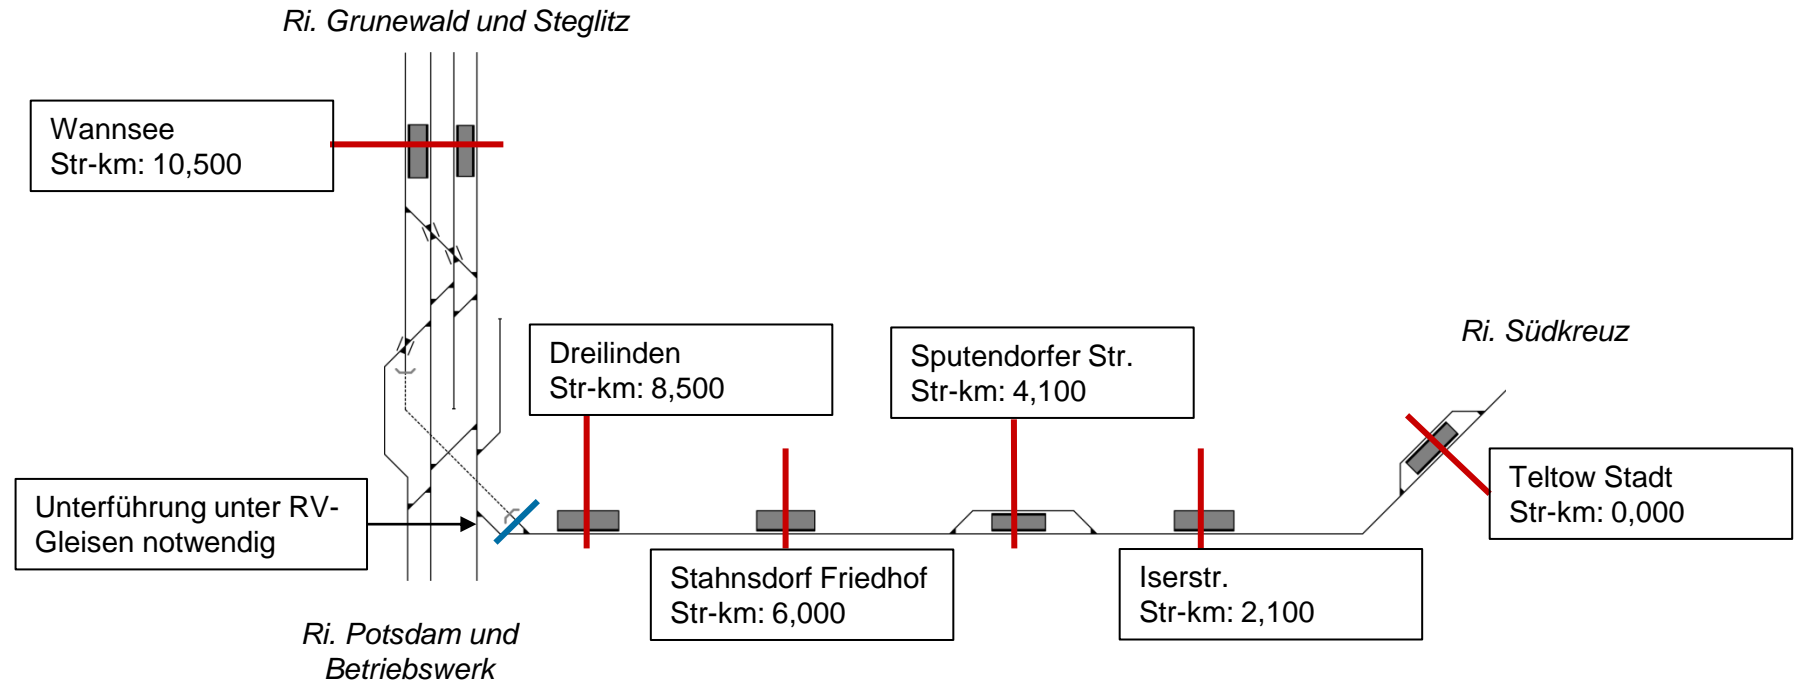 Ri. Grunewald und Steglitz
Wannsee
Str-km: 10,500
Dreilinden
Str-km: 8,500
Sputendorfer Str.
Str-km: 4,100
Ri. Südkreuz
Teltow Stadt
Str-km: 0,000
Unterführung unter RV-
Gleisen notwendig
Stahnsdorf Friedhof
Str-km: 6,000
Iserstr.
Str-km: 2,100
Ri. Potsdam und
Betriebswerk